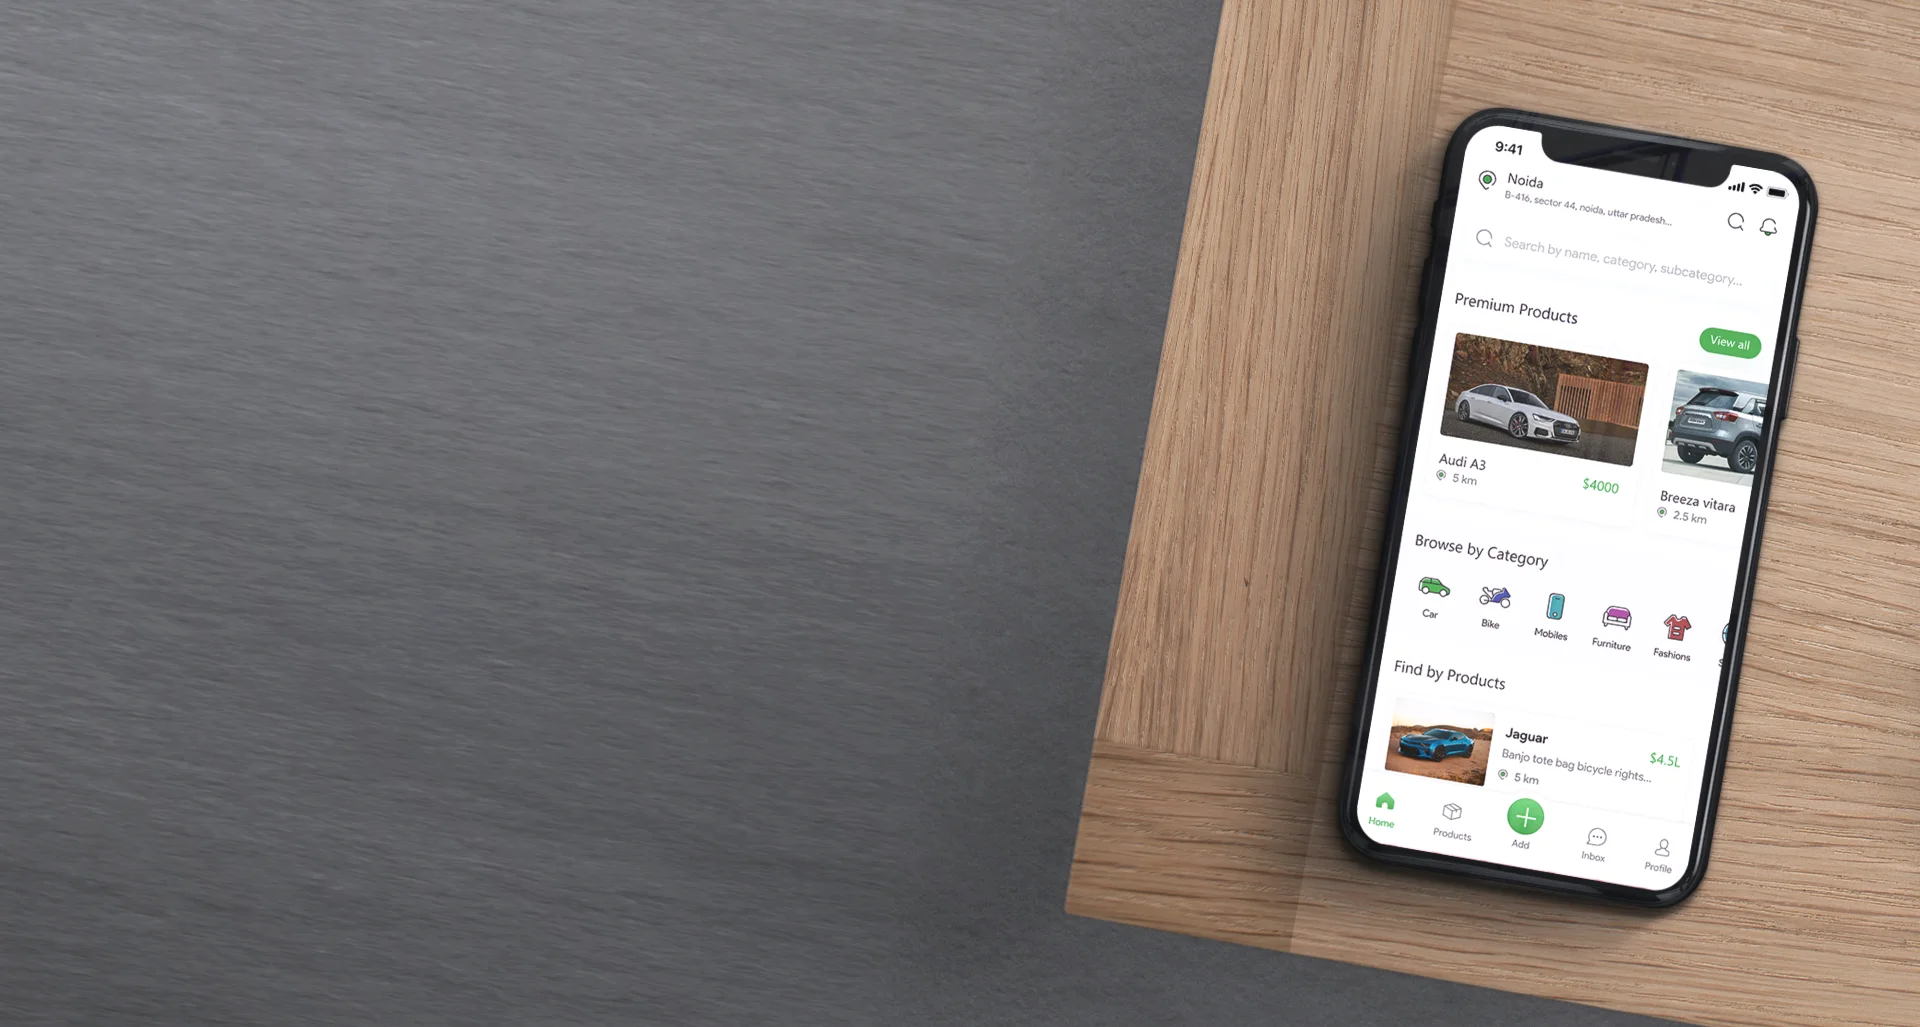 9:41
Noida
B-416, sector 44, noida, uttar pradesh...
Search by name, category, subcategory...
Premium Products
View all
Audi A3
5 km
$4000
Breeza vitara
2.5 km
Browse by Category
Car
Bike
Mobiles
Furniture
Fashions
Find by Products
Jaguar
Banjo tote bag bicycle rights...
$4.5L
5 km
Home
Products
Add
Inbox
Profile